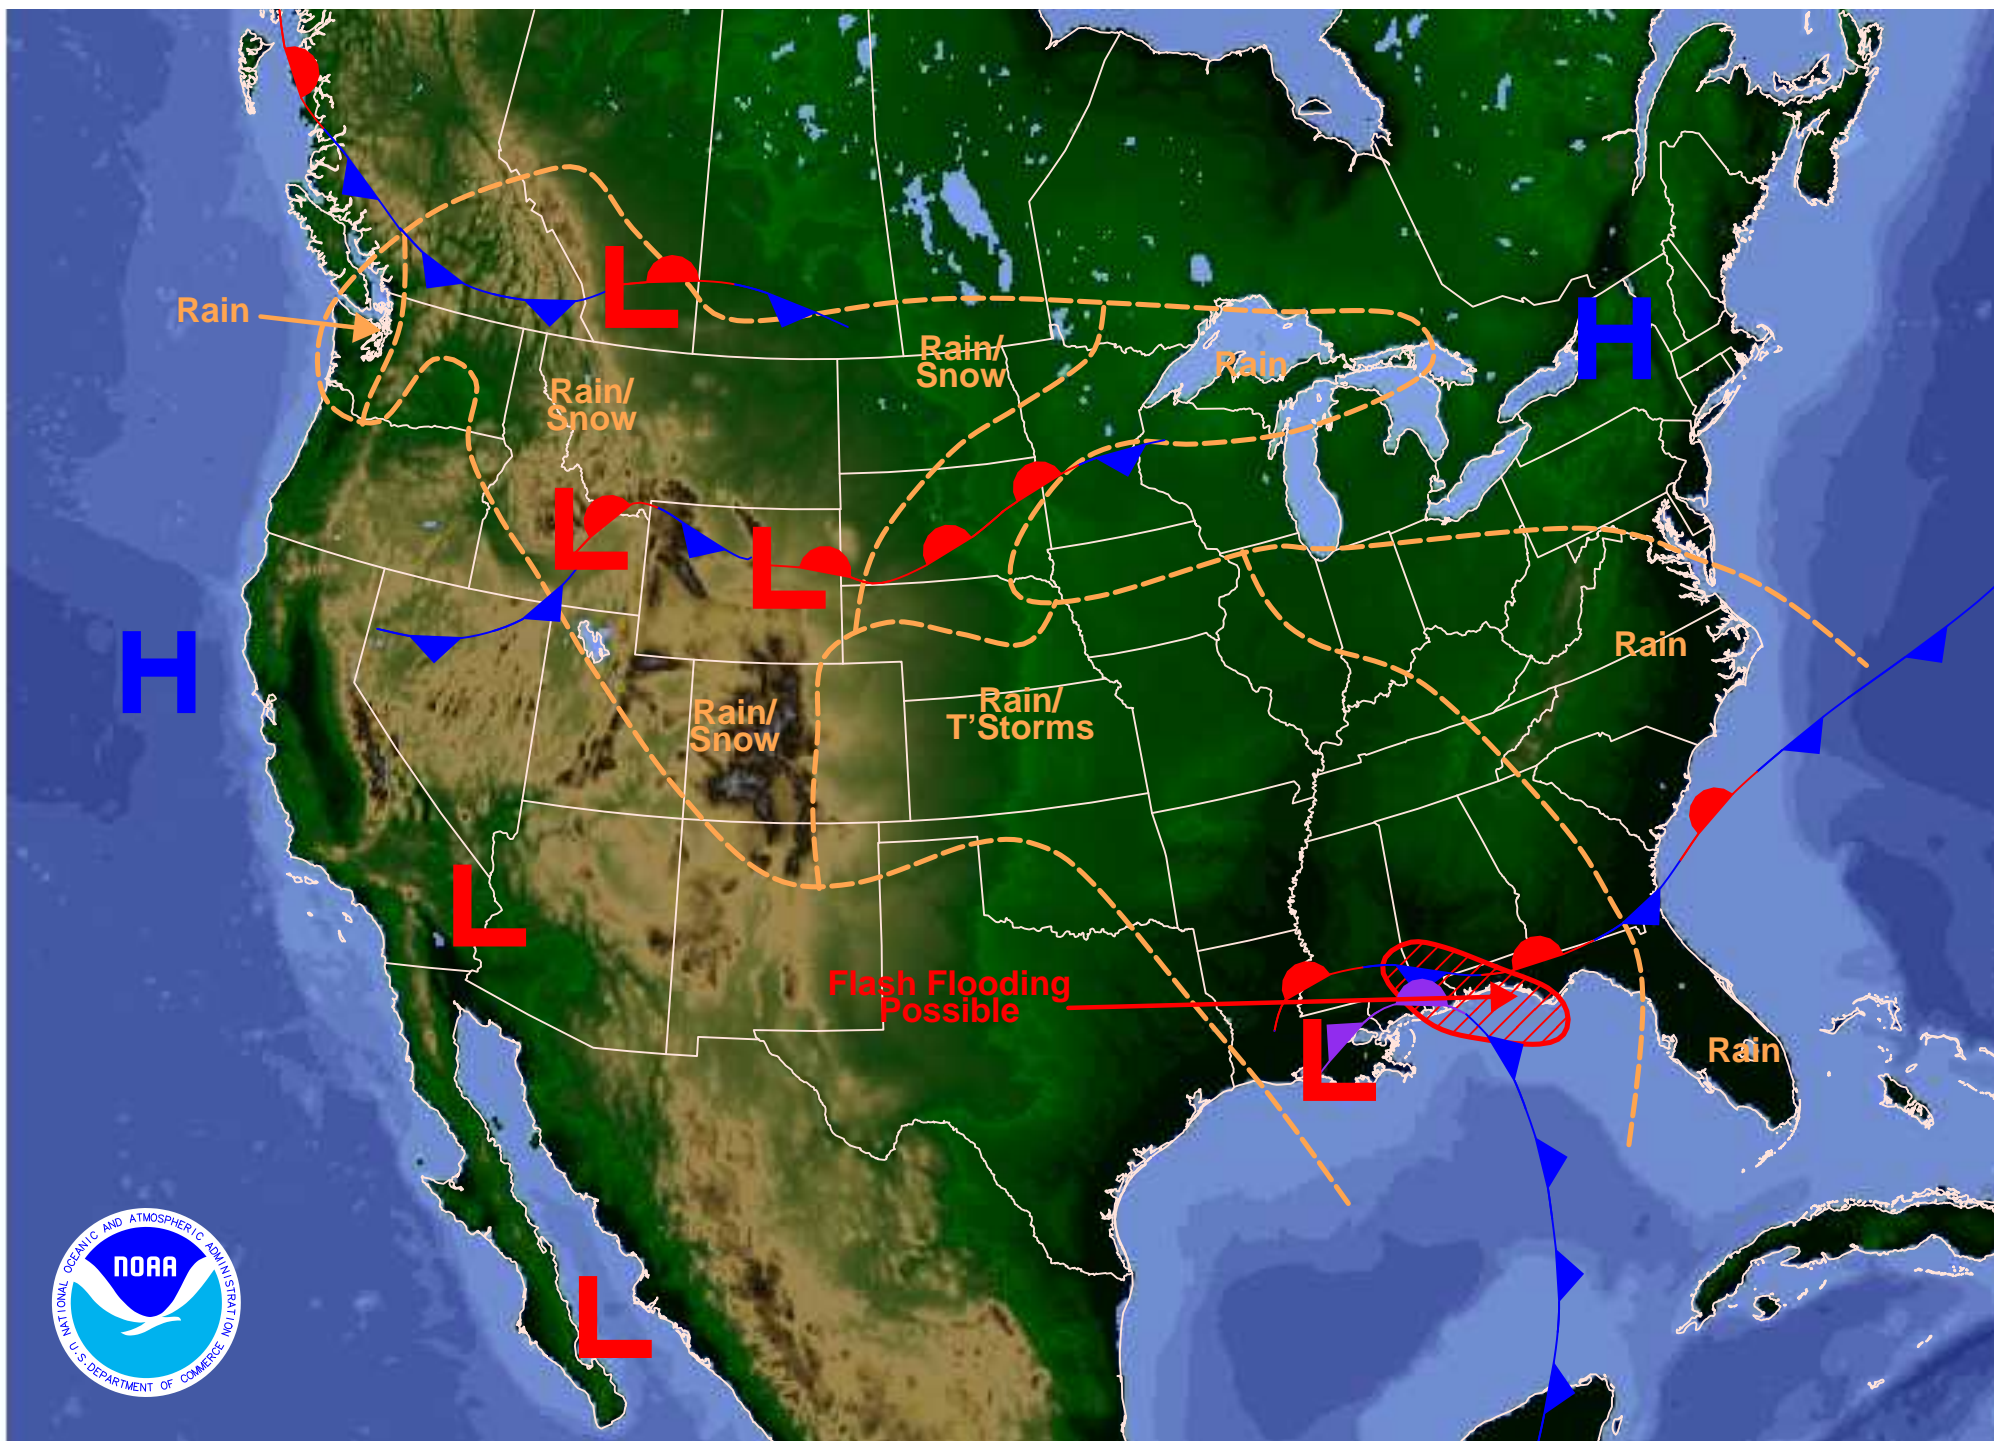 L
Rain
H
Rain/
Snow
Rain
Rain/
Snow
L
L
H
Rain
Rain/
Snow
Rain/
T'Storms
L
Flash Flooding
Possible
L
Rain
NATIONAL OCEANIC AND ATMOSPHERIC ADMINISTRATION
NOAA
U.S. DEPARTMENT OF COMMERCE
L